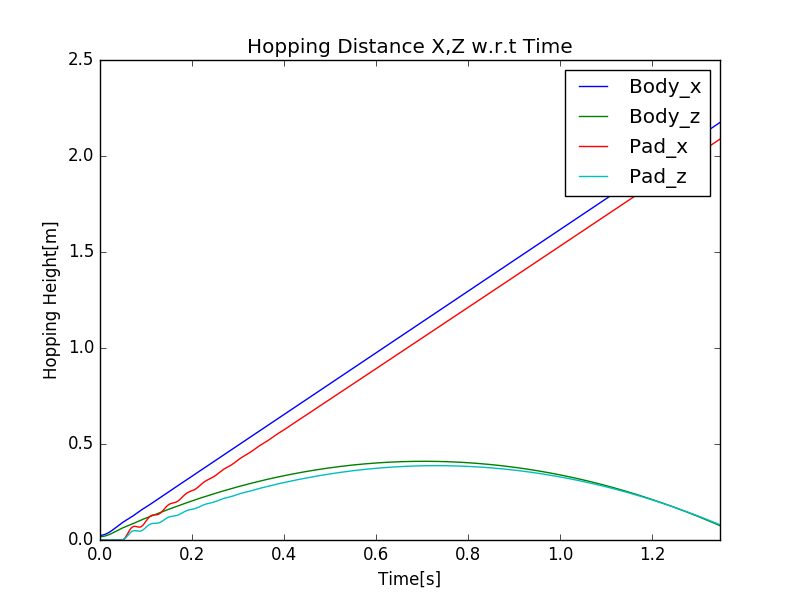 Hopping Distance X,Z w.r.t Time
Hopping Height[m]
2.5
2.0
1.5
1.0
0.5
0.0
0.0 0.2 0.4 0.6 0.8 1.0 1.2
Time[s]
Body_x
Body_z
Pad_x
Pad_z